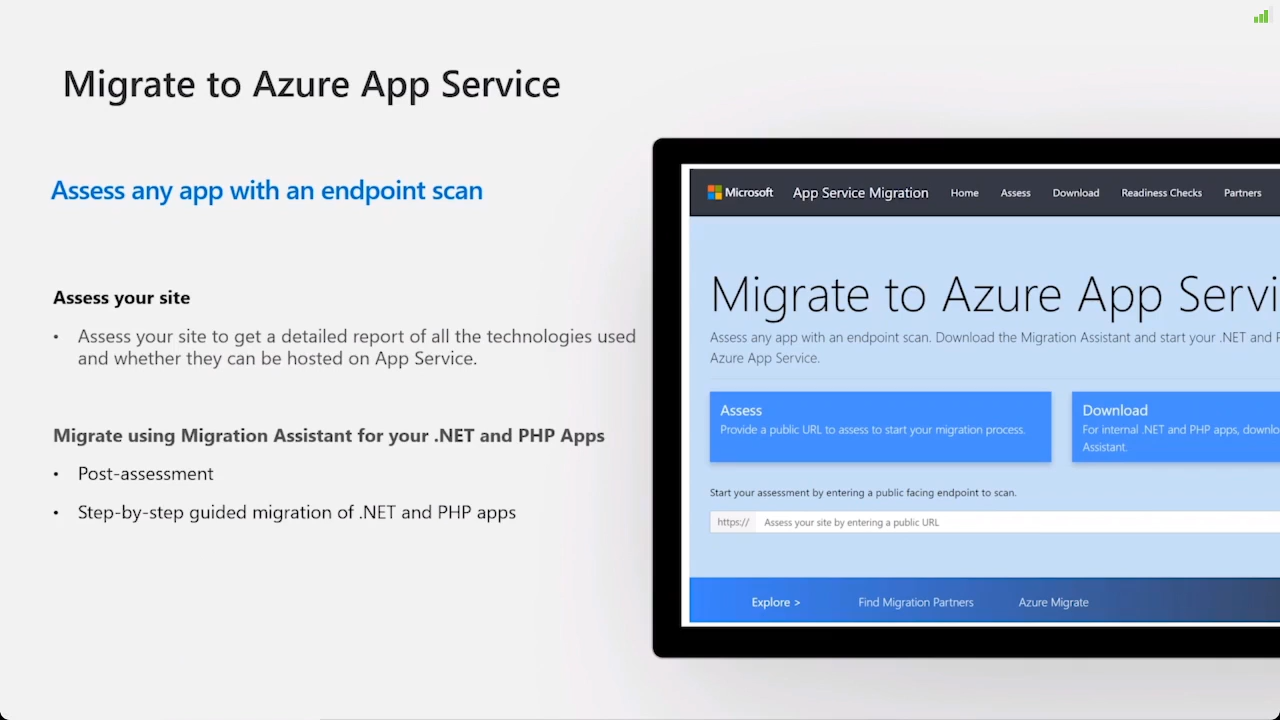 Migrate to Azure App Service
Assess any app with an endpoint scan
Assess your site
• Assess your site to get a detailed report of all the technologies used
and whether they can be hosted on App Service.
Migrate using Migration Assistant for your .NET and PHP Apps
• Post-assessment
• Step-by-step guided migration of .NET and PHP apps
Microsoft App Service Migration Home Assess Download Readiness Checks Partners
Migrate to Azure App Servi
Assess any app with an endpoint scan. Download the Migration Assistant and start your .NET and
Azure App Service.
Assess
Provide a public URL to assess to start your migration process.
Download
For internal .NET and PHP apps, downlo
Assistant.
Start your assessment by entering a public facing endpoint to scan.
https:// Assess your site by entering a public URL
Explore > Find Migration Partners Azure Migrate